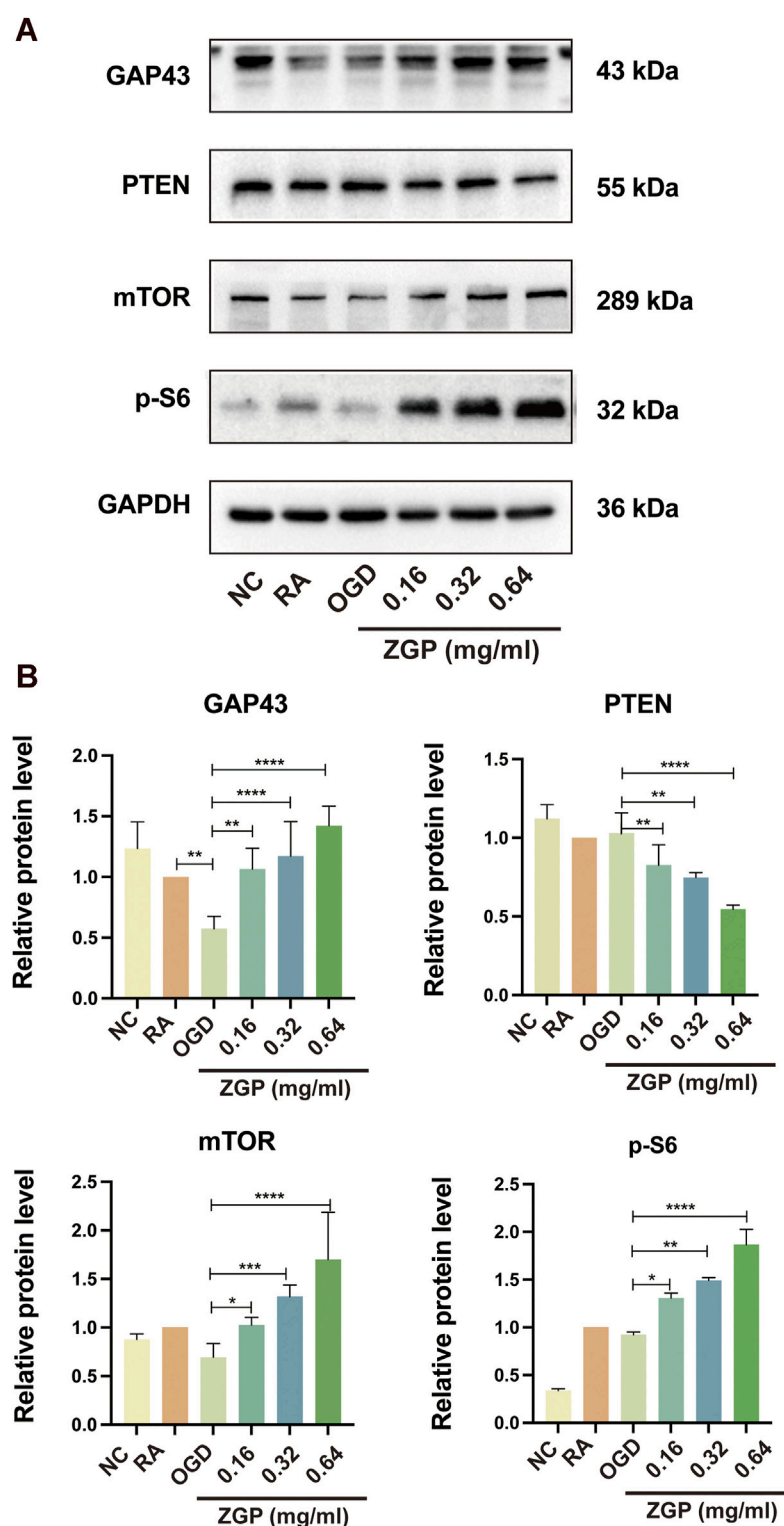 A
GAP43 43 kDa
PTEN 55 kDa
mTOR 289 kDa
p-S6 32 kDa
GAPDH 36 kDa
NC RA OGD 0.16 0.32 0.64
ZGP (mg/ml)
B
GAP43
Relative protein level
2.0
1.5
1.0
0.5
0.0
**
**
****
****
NC RA OGD 0.16 0.32 0.64
ZGP (mg/ml)
PTEN
Relative protein level
1.5
1.0
0.5
0.0
**
**
****
NC RA OGD 0.16 0.32 0.64
ZGP (mg/ml)
mTOR
Relative protein level
2.5
2.0
1.5
1.0
0.5
0.0
*
***
****
NC RA OGD 0.16 0.32 0.64
ZGP (mg/ml)
p-S6
Relative protein level
2.5
2.0
1.5
1.0
0.5
0.0
*
**
****
NC RA OGD 0.16 0.32 0.64
ZGP (mg/ml)